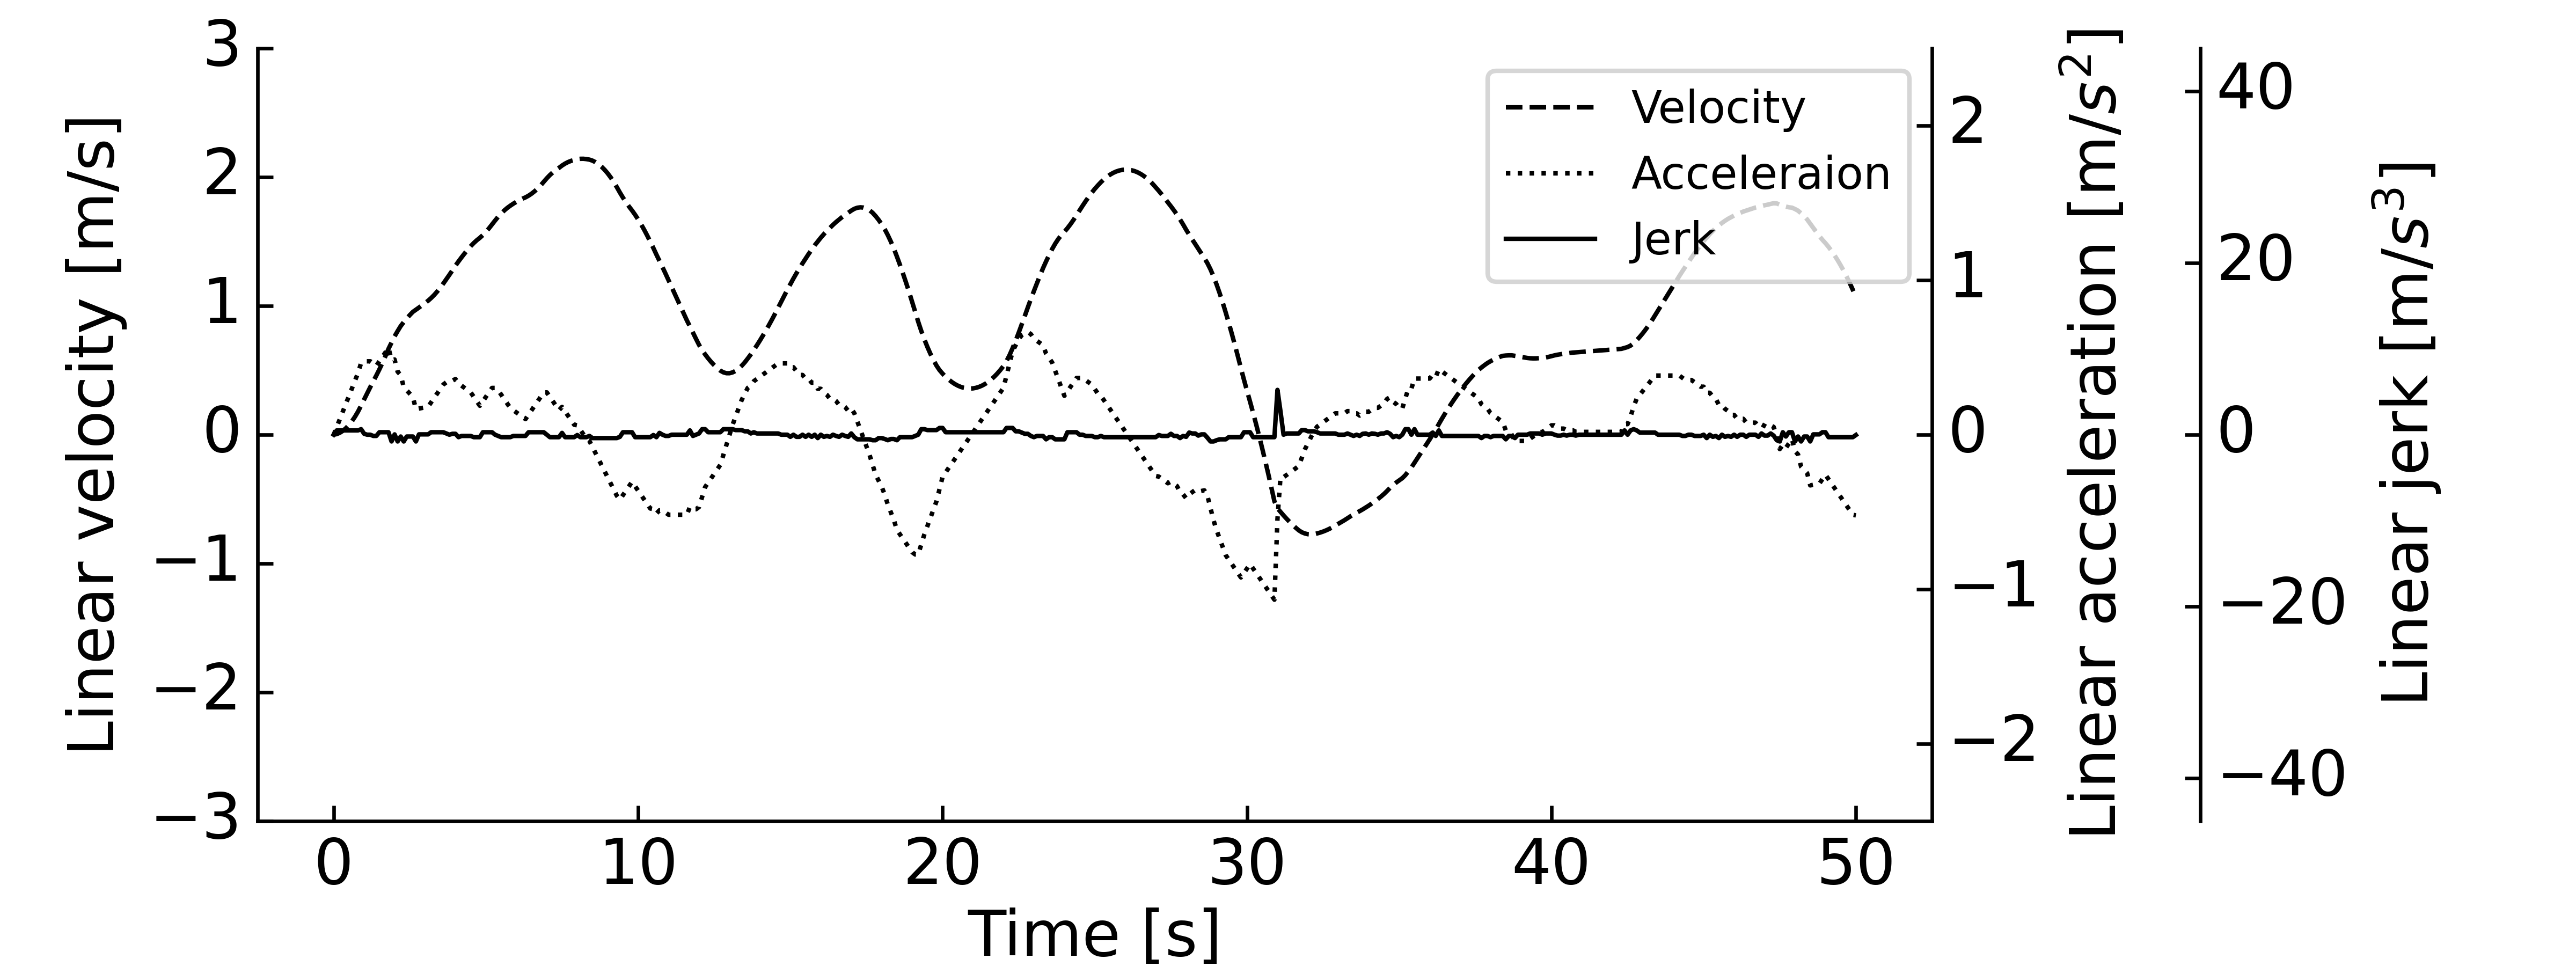 Linear velocity [m/s]
3
2
1
0
−1
−2
−3
0 10 20 30 40 50
Time [s]
Velocity
Acceleraion
Jerk
2
1
0
−1
−2
Linear acceleration [m/s²]
40
20
0
−20
−40
Linear jerk [m/s³]